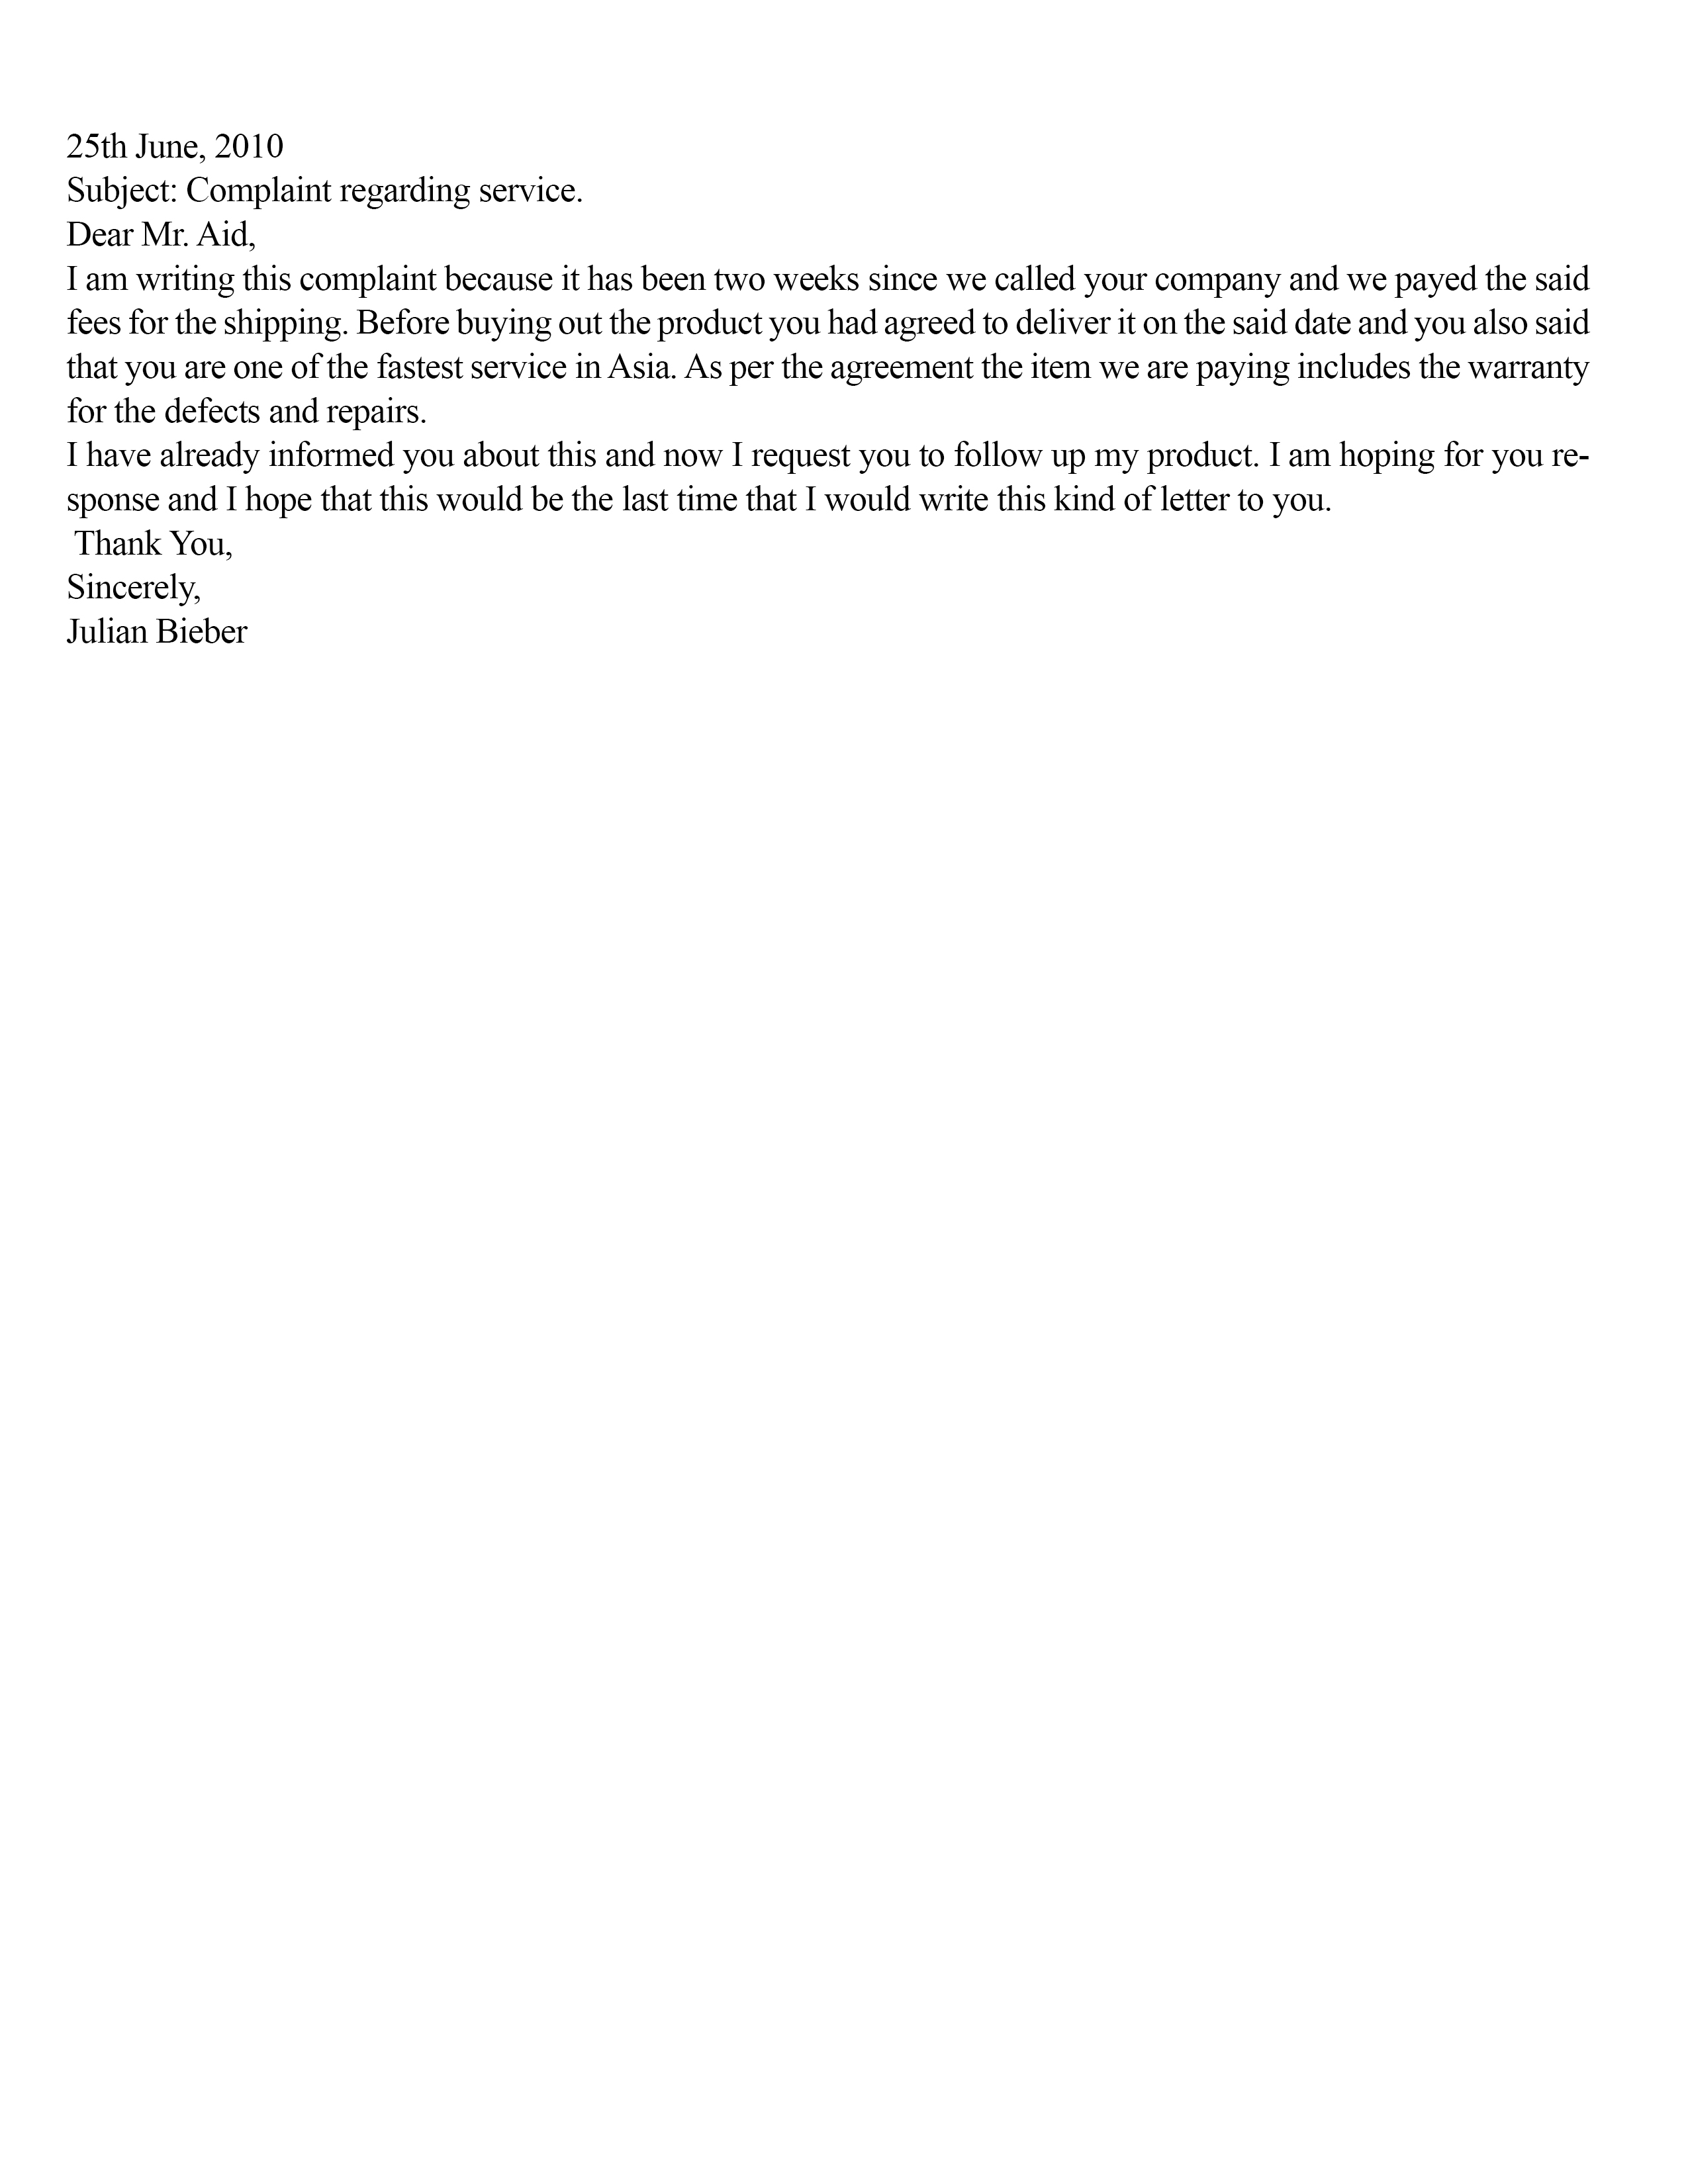 25th June, 2010
Subject: Complaint regarding service.
Dear Mr. Aid,
I am writing this complaint because it has been two weeks since we called your company and we payed the said
fees for the shipping. Before buying out the product you had agreed to deliver it on the said date and you also said
that you are one of the fastest service in Asia. As per the agreement the item we are paying includes the warranty
for the defects and repairs.
I have already informed you about this and now I request you to follow up my product. I am hoping for you re-
sponse and I hope that this would be the last time that I would write this kind of letter to you.
Thank You,
Sincerely,
Julian Bieber